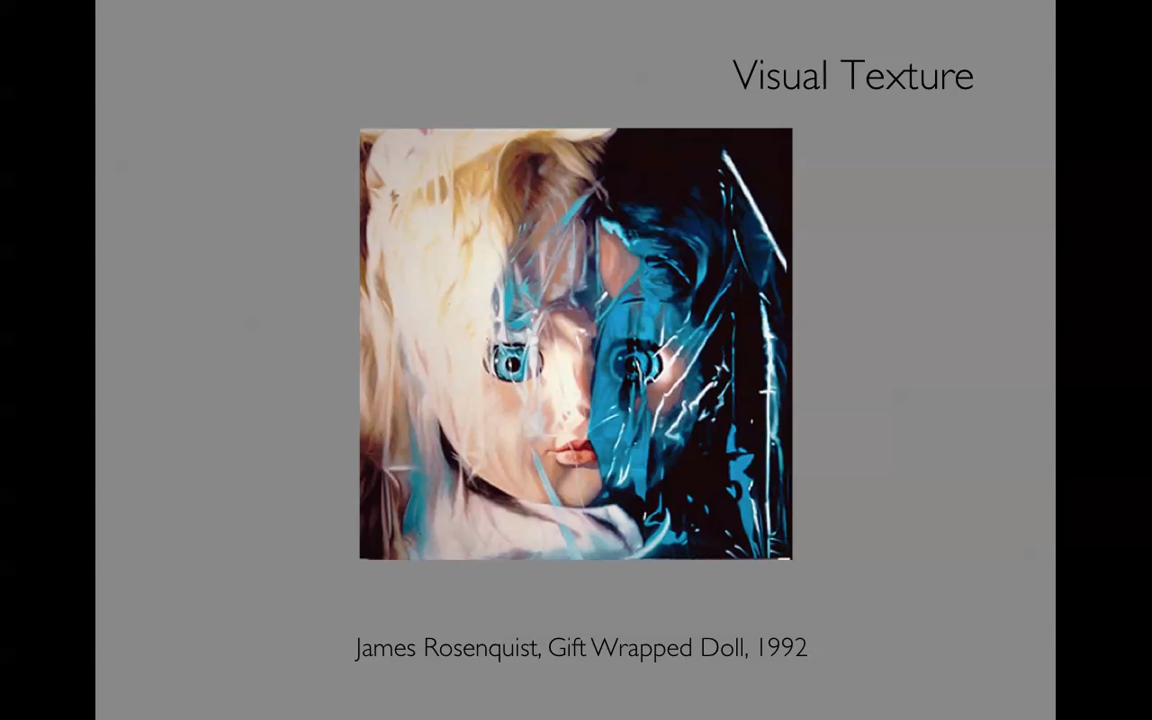 Visual Texture
James Rosenquist, Gift Wrapped Doll, 1992